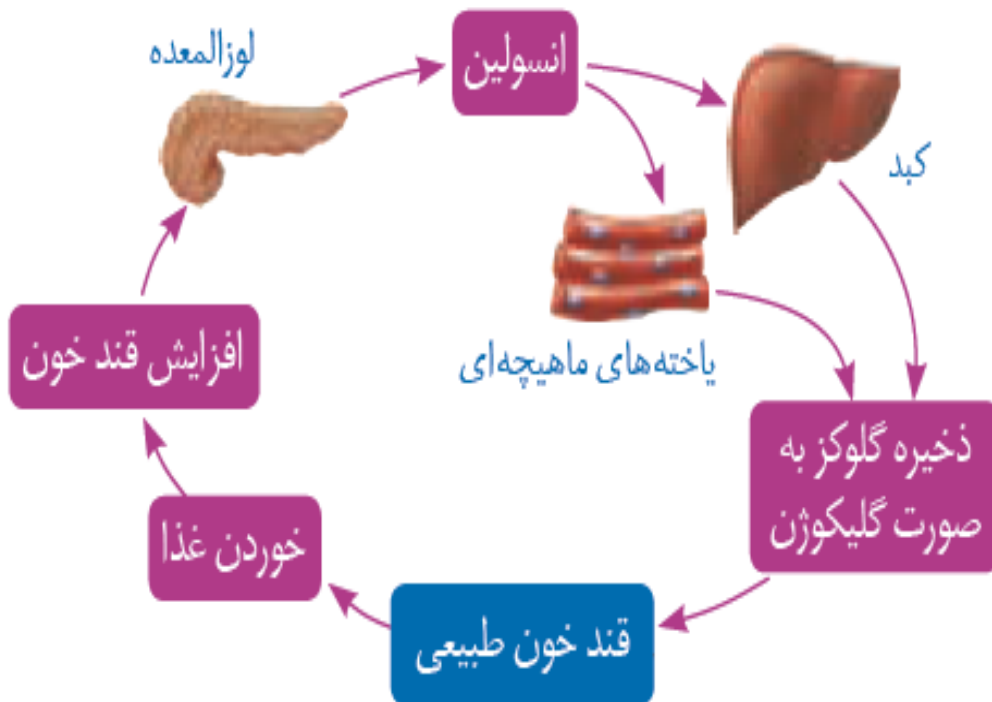 لوزالمعده
انسولین
کبد
یاخته‌های ماهیچه‌ای
افزایش قند خون
ذخیره گلوکز به
صورت گلیکوژن
خوردن غذا
قند خون طبیعی